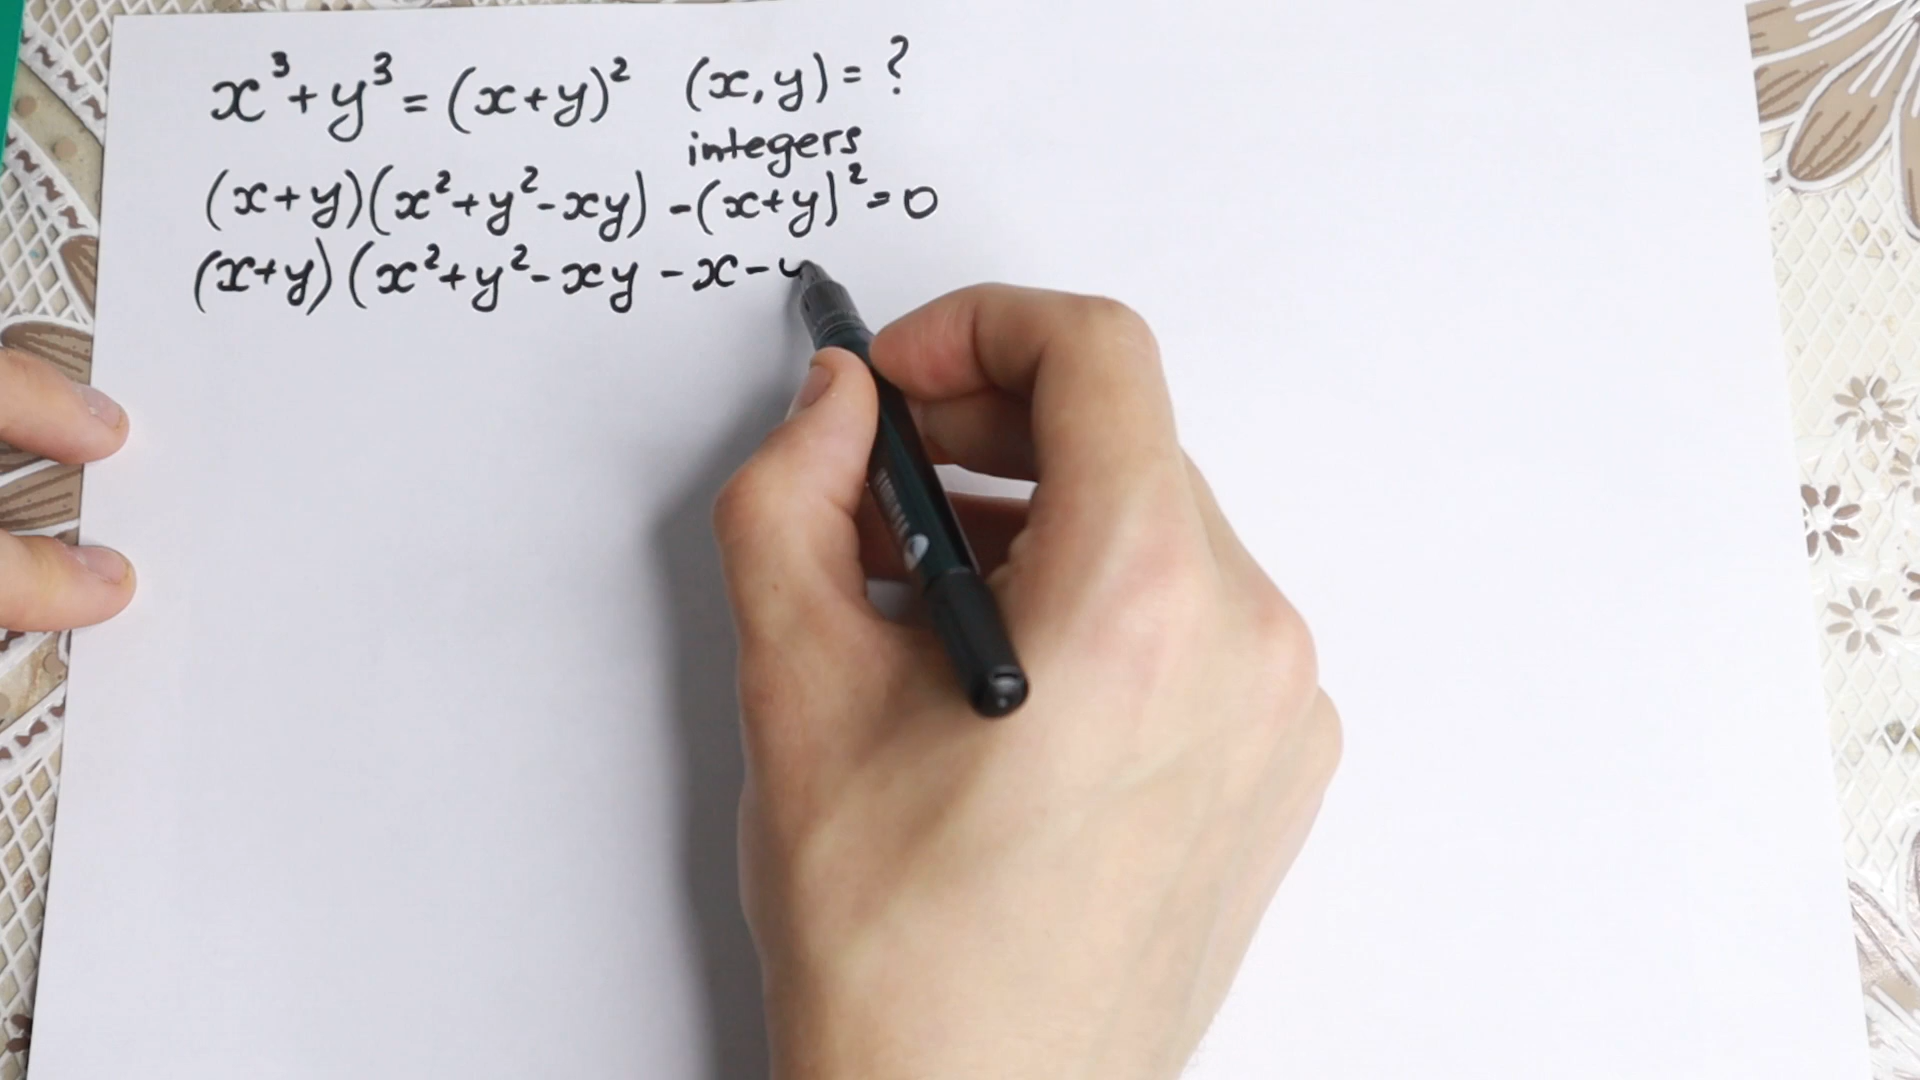 x³+y³=(x+y)² (x,y)=?
integers
(x+y)(x²+y²-xy) -(x+y)²=0
(x+y)(x²+y²-xy -x-y